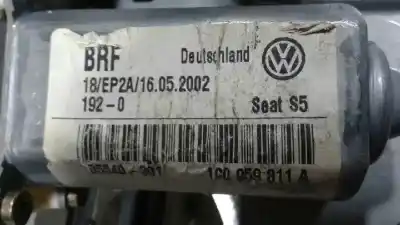 BRF Deutschland
18/EP2A/16.05.2002
192-0 Seat S5
1C0 959 811 A